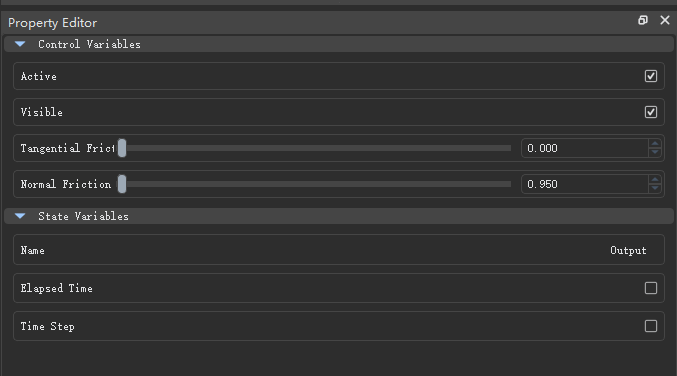 Property Editor
Control Variables
Active
Visible
Tangential Frict
0.000
Normal Friction
0.950
State Variables
Name
Output
Elapsed Time
Time Step